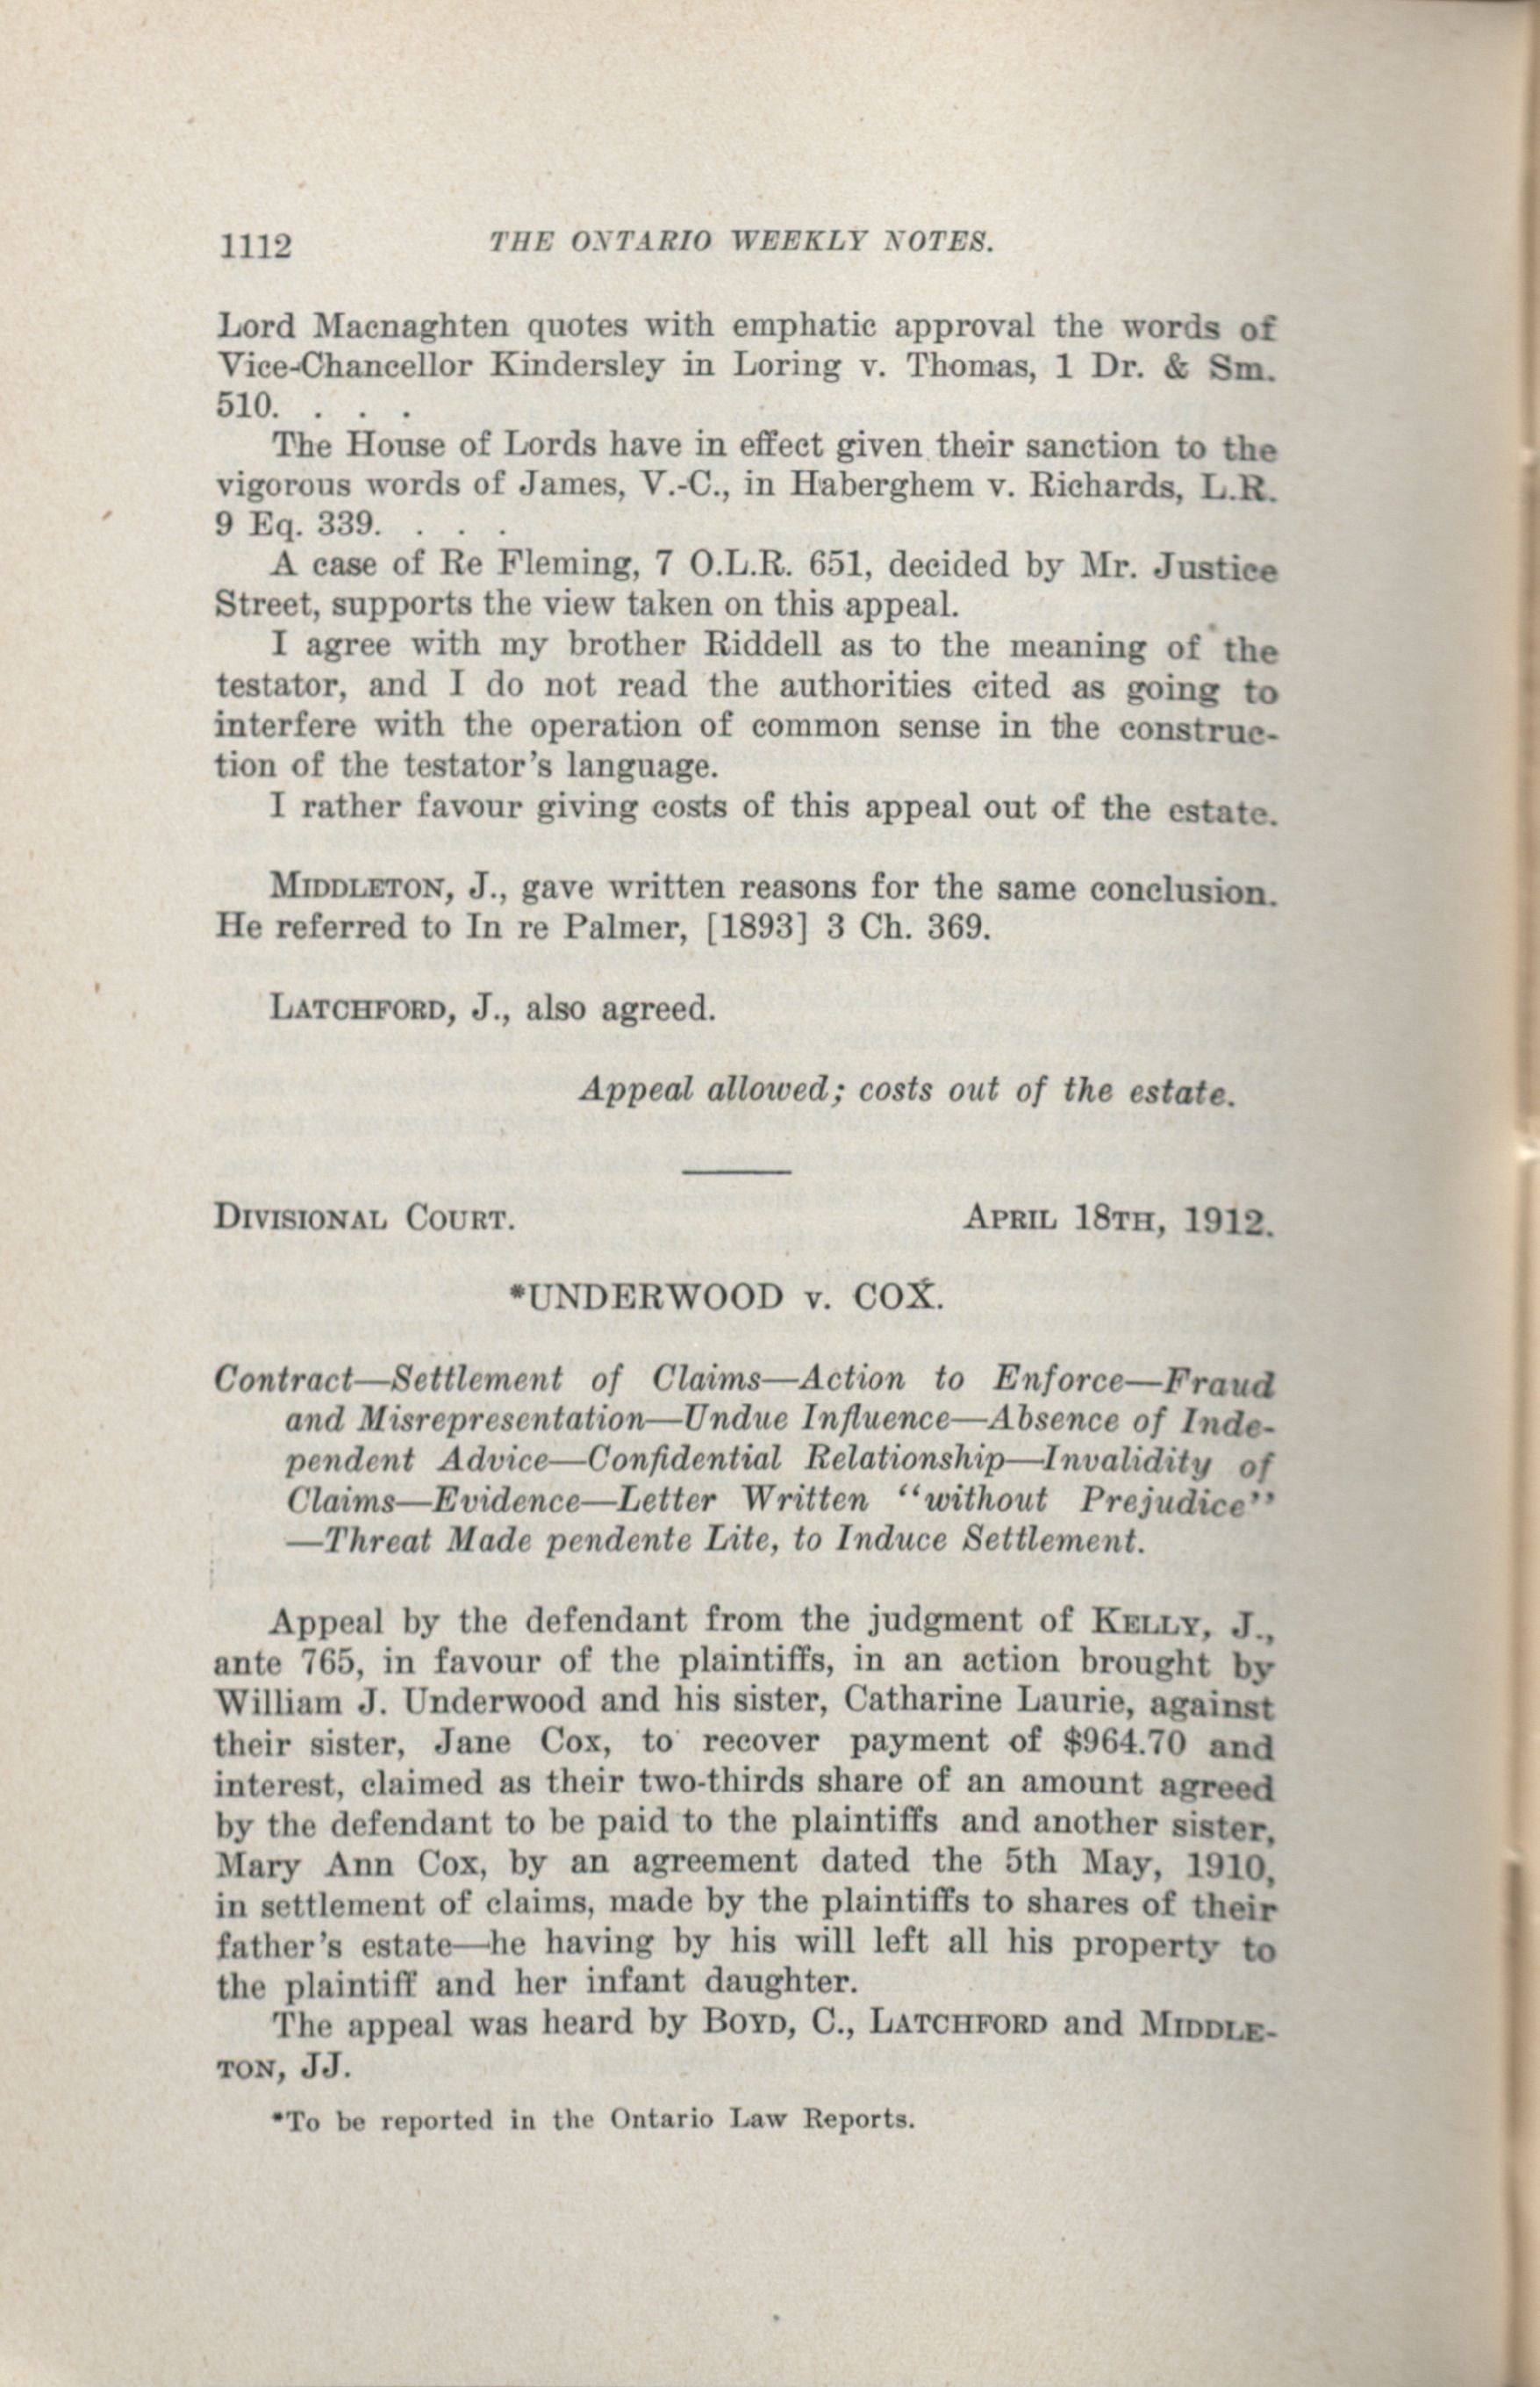 1112 THE ONTARIO WEEKLY NOTES.
Lord Macnaghten quotes with emphatic approval the words of
Vice-Chancellor Kindersley in Loring v. Thomas, 1 Dr. & Sm.
510. . . .
The House of Lords have in effect given their sanction to the
vigorous words of James, V.-C., in Haberghem v. Richards, L.R.
9 Eq. 339. . . .
A case of Re Fleming, 7 O.L.R. 651, decided by Mr. Justice
Street, supports the view taken on this appeal.
I agree with my brother Riddell as to the meaning of the
testator, and I do not read the authorities cited as going to
interfere with the operation of common sense in the construc-
tion of the testator's language.
I rather favour giving costs of this appeal out of the estate.
MIDDLETON, J., gave written reasons for the same conclusion.
He referred to In re Palmer, [1893] 3 Ch. 369.
LATCHFORD, J., also agreed.
Appeal allowed; costs out of the estate.
DIVISIONAL COURT. APRIL 18TH, 1912.
*UNDERWOOD v. COX.
Contract—Settlement of Claims—Action to Enforce—Fraud
and Misrepresentation—Undue Influence—Absence of Inde-
pendent Advice—Confidential Relationship—Invalidity of
Claims—Evidence—Letter Written "without Prejudice"
—Threat Made pendente Lite, to Induce Settlement.
Appeal by the defendant from the judgment of KELLY, J.,
ante 765, in favour of the plaintiffs, in an action brought by
William J. Underwood and his sister, Catharine Laurie, against
their sister, Jane Cox, to recover payment of $964.70 and
interest, claimed as their two-thirds share of an amount agreed
by the defendant to be paid to the plaintiffs and another sister,
Mary Ann Cox, by an agreement dated the 5th May, 1910,
in settlement of claims, made by the plaintiffs to shares of their
father's estate—he having by his will left all his property to
the plaintiff and her infant daughter.
The appeal was heard by BOYD, C., LATCHFORD and MIDDLE-
TON, JJ.
*To be reported in the Ontario Law Reports.